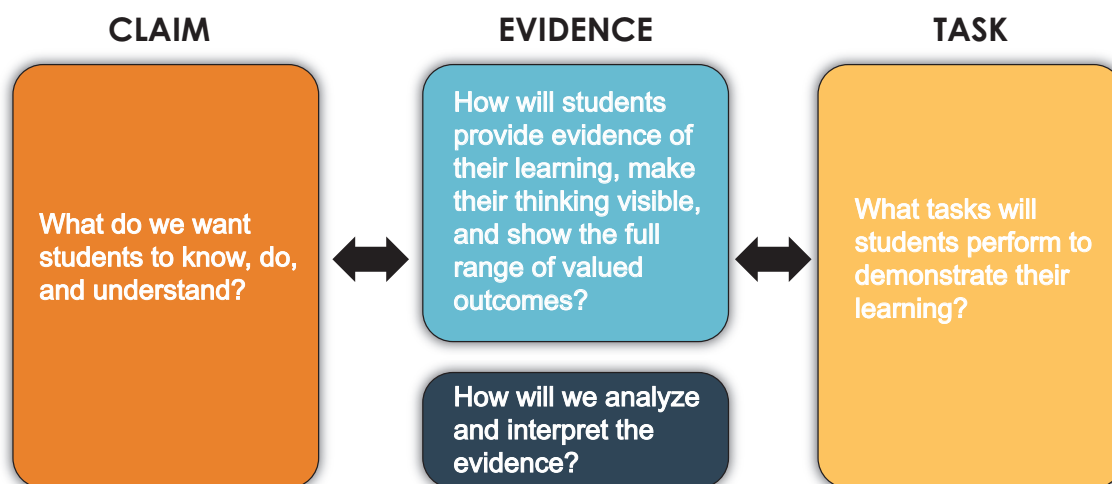 CLAIM
What do we want
students to know, do,
and understand?
EVIDENCE
How will students
provide evidence of
their learning, make
their thinking visible,
and show the full
range of valued
outcomes?
How will we analyze
and interpret the
evidence?
TASK
What tasks will
students perform to
demonstrate their
learning?